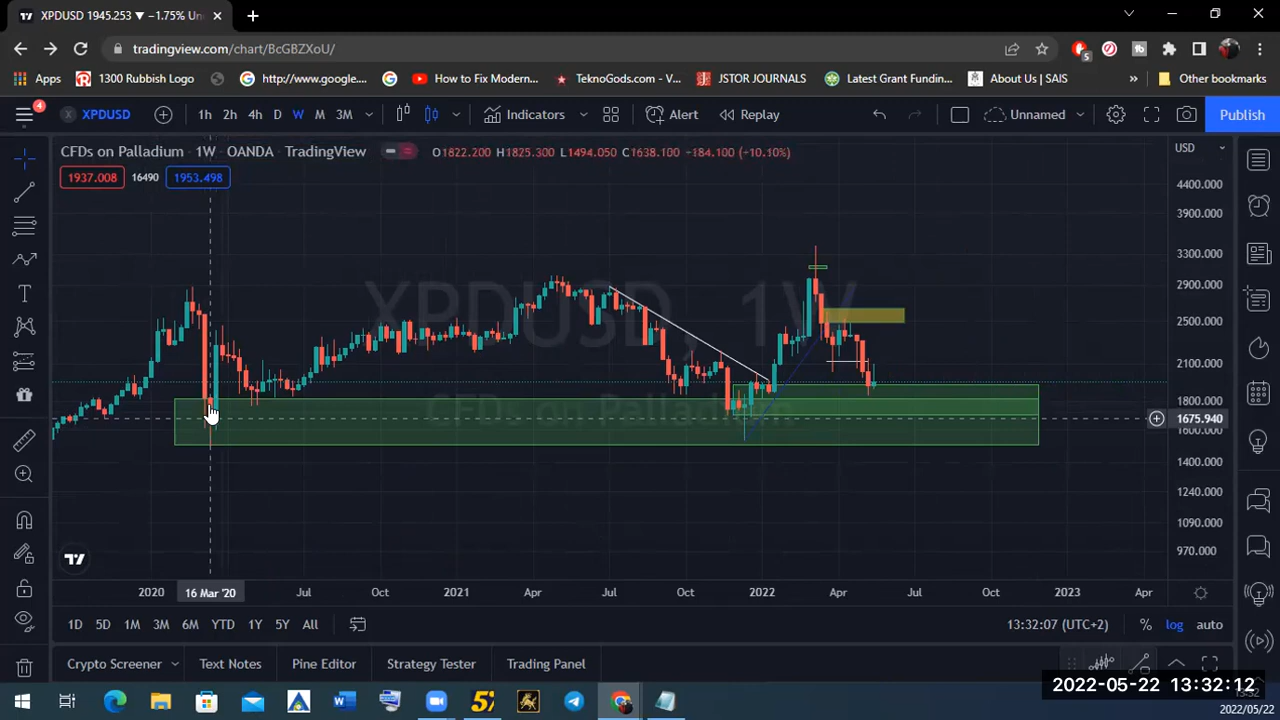 XPDUSD 1945.253 ▼ −1.75% Un
tradingview.com/chart/BcGBZXoU/
5
Apps
1300 Rubbish Logo
http://www.google...
How to Fix Modern...
TeknoGods.com - V...
JSTOR JOURNALS
Latest Grant Fundin...
About Us | SAIS
»
Other bookmarks
4
XPDUSD
1h 2h 4h D W M 3M
Indicators
Alert
Replay
Unnamed
Publish
CFDs on Palladium · 1W · OANDA · TradingView
O1822.200 H1825.300 L1494.050 C1638.100 −184.100 (−10.10%)
USD
1937.008 16490 1953.498
4400.000
3900.000
3300.000
2900.000
2500.000
2100.000
1800.000
1675.940
1600.000
1400.000
1240.000
1090.000
970.000
XPDUSD, 1W
CFDs on Palladium
2020 16 Mar '20 Jul Oct 2021 Apr Jul Oct 2022 Apr Jul Oct 2023 Apr
1D 5D 1M 3M 6M YTD 1Y 5Y All
13:32:07 (UTC+2)
% log auto
Crypto Screener
Text Notes
Pine Editor
Strategy Tester
Trading Panel
2022-05-22 13:32:12
2022/05/22